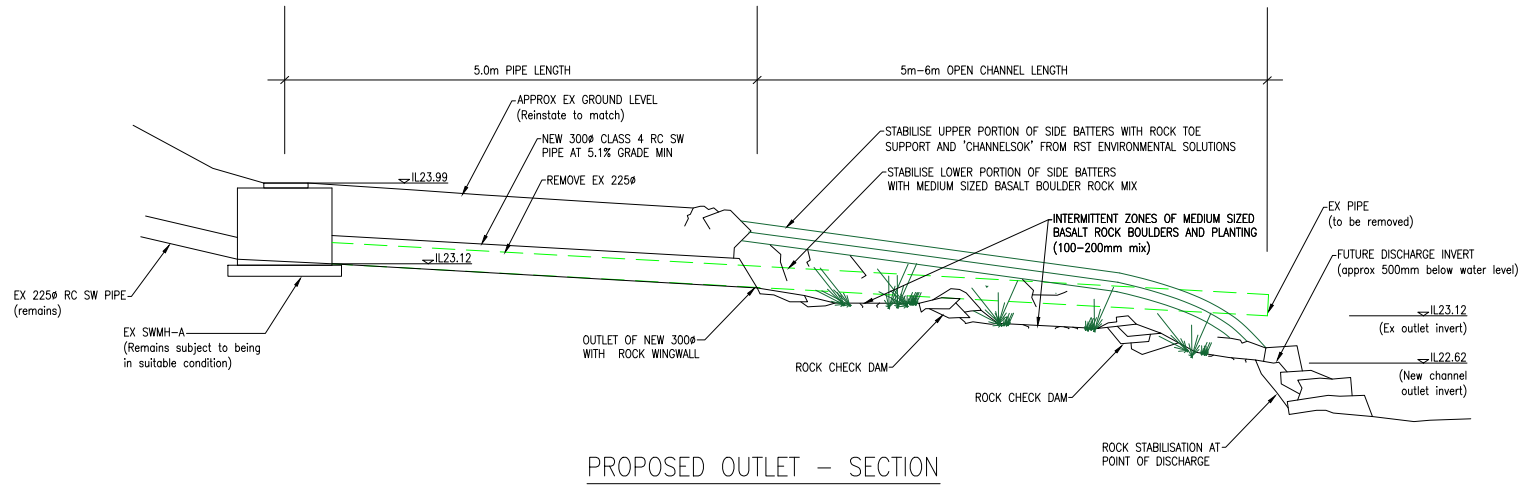 5.0m PIPE LENGTH
5m-6m OPEN CHANNEL LENGTH
APPROX EX GROUND LEVEL
(Reinstate to match)
NEW 300ø CLASS 4 RC SW
PIPE AT 5.1% GRADE MIN
REMOVE EX 225ø
STABILISE UPPER PORTION OF SIDE BATTERS WITH ROCK TOE
SUPPORT AND 'CHANNELSOK' FROM RST ENVIRONMENTAL SOLUTIONS
STABILISE LOWER PORTION OF SIDE BATTERS
WITH MEDIUM SIZED BASALT BOULDER ROCK MIX
INTERMITTENT ZONES OF MEDIUM SIZED
BASALT ROCK BOULDERS AND PLANTING
(100-200mm mix)
EX PIPE
(to be removed)
FUTURE DISCHARGE INVERT
(approx 500mm below water level)
IL23.99
IL23.12
IL23.12
(Ex outlet invert)
IL22.62
(New channel
outlet invert)
EX 225ø RC SW PIPE
(remains)
EX SWMH-A
(Remains subject to being
in suitable condition)
OUTLET OF NEW 300ø
WITH ROCK WINGWALL
ROCK CHECK DAM
ROCK CHECK DAM
ROCK STABILISATION AT
POINT OF DISCHARGE
PROPOSED OUTLET – SECTION